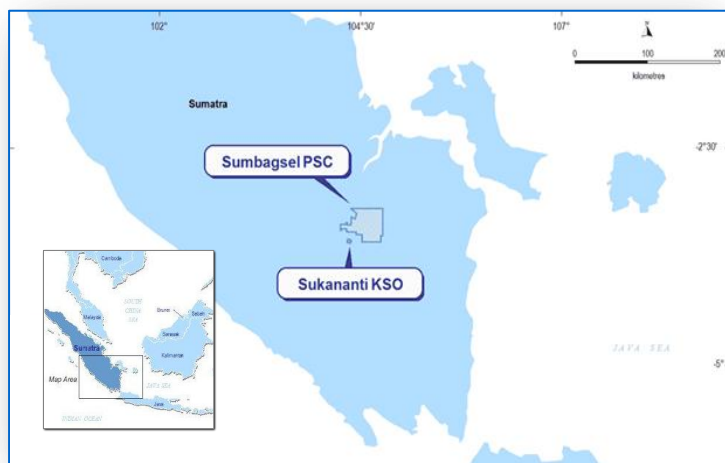 102°
104°30'
107°
N
0
100
200
kilometres
Sumatra
-2°30'
Sumbagsel PSC
Sukananti KSO
JAVA SEA
-5°
Cambodia
SOUTH
CHINA
SEA
Brunei
Sabah
Malaysia
Sarawak
Kalimantan
Sumatra
Map Area
JAVA SEA
Java
INDIAN OCEAN